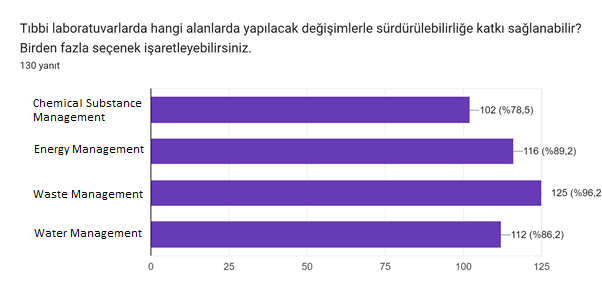 Tıbbi laboratuvarlarda hangi alanlarda yapılacak değişimlerle sürdürülebilirliğe katkı sağlanabilir?
Birden fazla seçenek işaretleyebilirsiniz.
130 yanıt
Chemical Substance
Management
102 (%78,5)
Energy Management
116 (%89,2)
Waste Management
125 (%96,2
Water Management
112 (%86,2)
0 25 50 75 100 125